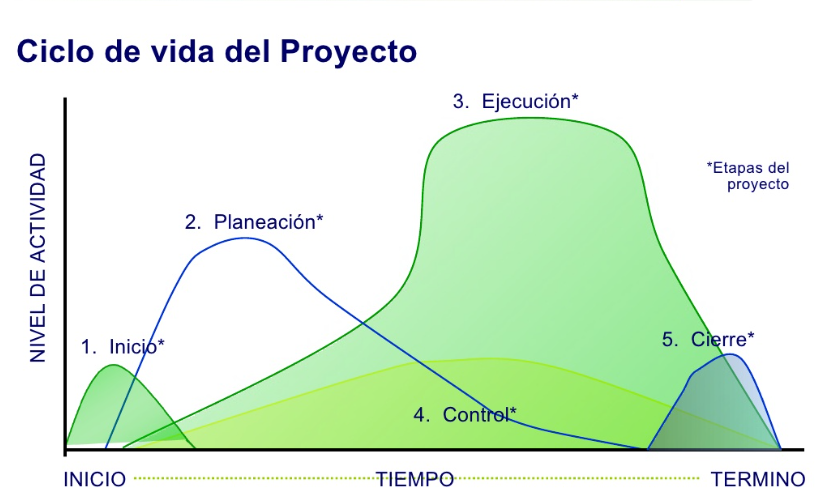 Ciclo de vida del Proyecto
3. Ejecución*
*Etapas del
proyecto
NIVEL DE ACTIVIDAD
2. Planeación*
1. Inicio*
5. Cierre*
4. Control*
INICIO
TIEMPO
TERMINO